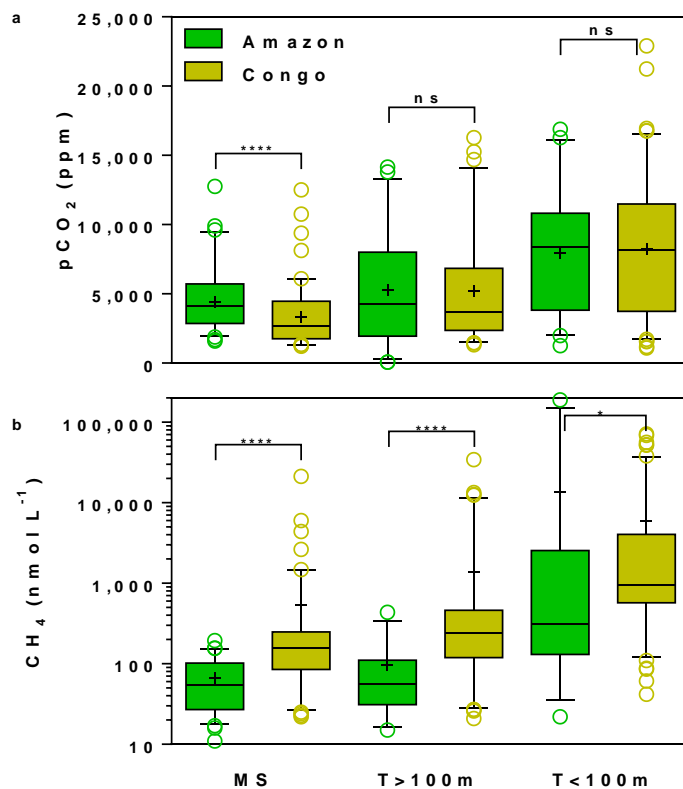 a
25,000
20,000
15,000
10,000
5,000
0
pCO₂ (ppm)
Amazon
Congo
****
ns
ns
b
100,000
10,000
1,000
100
10
CH₄ (nmol L⁻¹)
****
****
*
MS
T>100m
T<100m